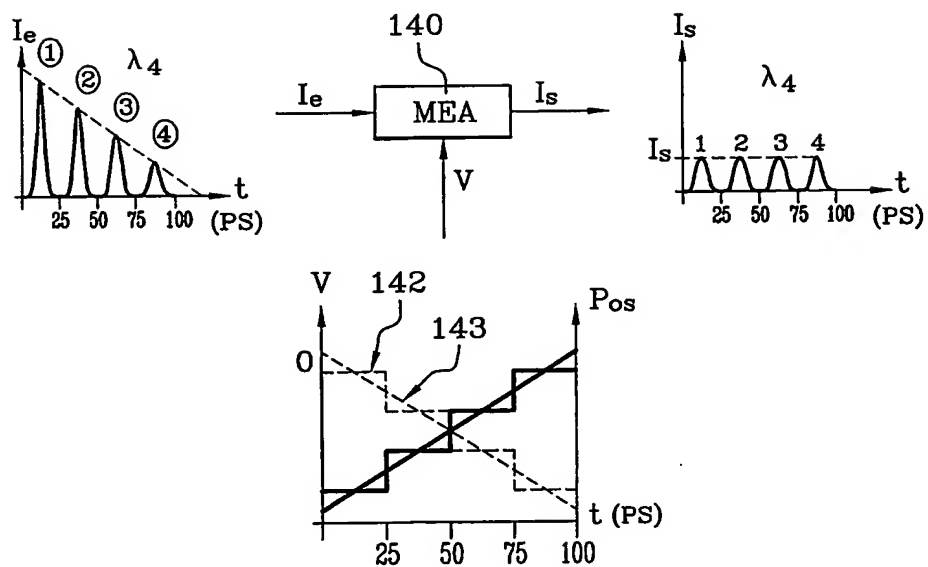 Ie
① λ4
②
③
④
t
25 50 75 100 (PS)
140
Ie MEA Is
V
Is
λ4
Is 1 2 3 4
t
25 50 75 100 (PS)
V 142 Pos
143
0
t (PS)
25 50 75 100